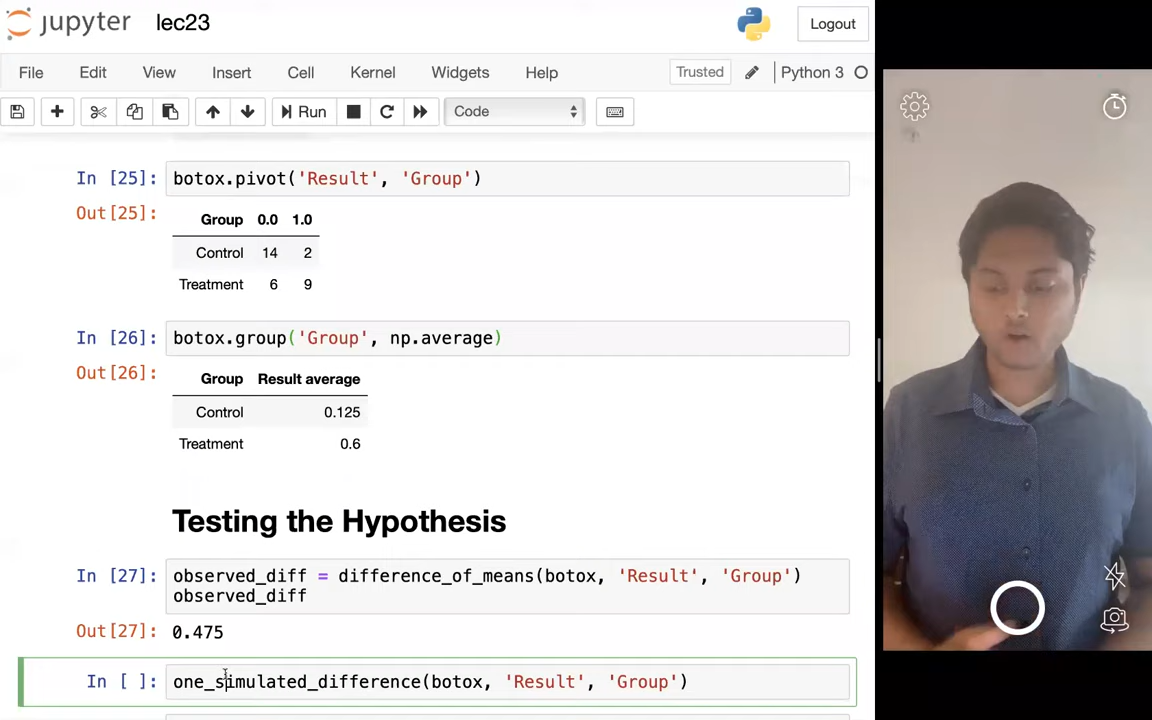 jupyter lec23 Logout
File Edit View Insert Cell Kernel Widgets Help Trusted Python 3
Run Code
In [25]: botox.pivot('Result', 'Group')
Out[25]:
Group 0.0 1.0
Control 14 2
Treatment 6 9
In [26]: botox.group('Group', np.average)
Out[26]:
Group Result average
Control 0.125
Treatment 0.6
Testing the Hypothesis
In [27]: observed_diff = difference_of_means(botox, 'Result', 'Group')
observed_diff
Out[27]: 0.475
In [ ]: one_simulated_difference(botox, 'Result', 'Group')